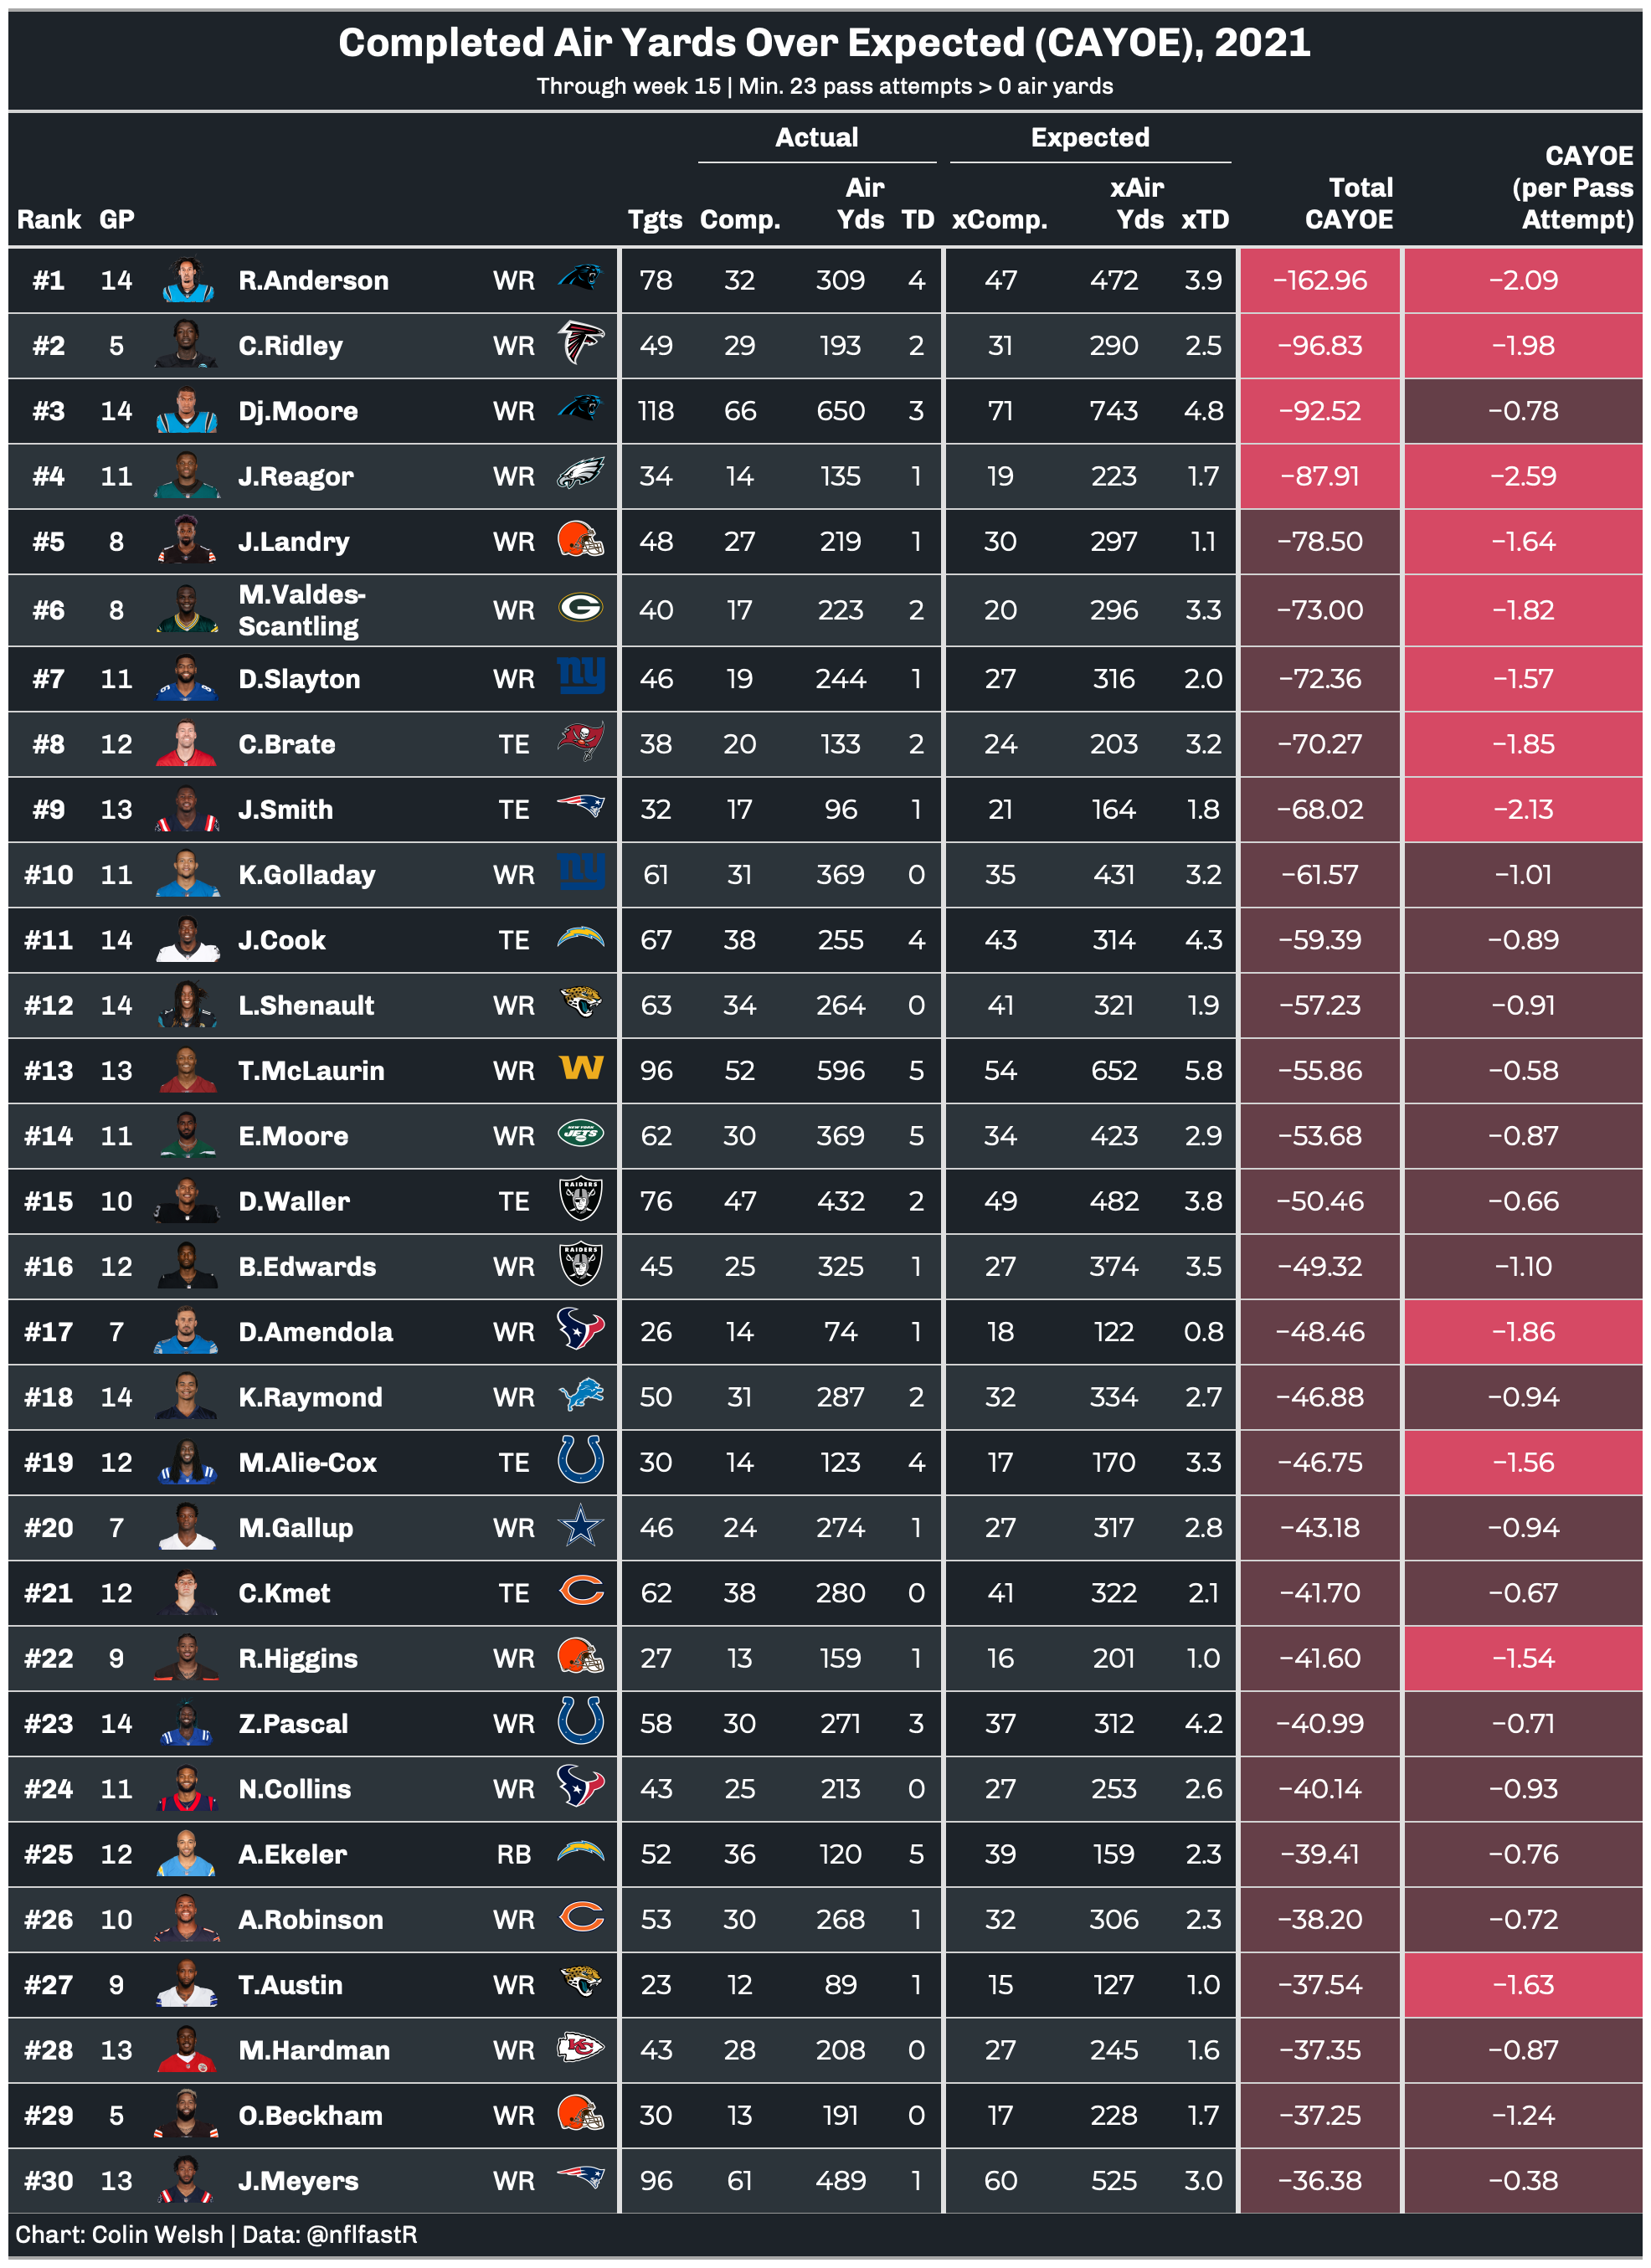 Completed Air Yards Over Expected (CAYOE), 2021
Through week 15 | Min. 23 pass attempts > 0 air yards
Actual Expected
Rank GP Tgts Comp. Air Yds TD xComp. xAir Yds xTD Total CAYOE CAYOE (per Pass Attempt)
#1 14 R.Anderson WR 78 32 309 4 47 472 3.9 −162.96 −2.09
#2 5 C.Ridley WR 49 29 193 2 31 290 2.5 −96.83 −1.98
#3 14 Dj.Moore WR 118 66 650 3 71 743 4.8 −92.52 −0.78
#4 11 J.Reagor WR 34 14 135 1 19 223 1.7 −87.91 −2.59
#5 8 J.Landry WR 48 27 219 1 30 297 1.1 −78.50 −1.64
#6 8 M.Valdes-Scantling WR 40 17 223 2 20 296 3.3 −73.00 −1.82
#7 11 D.Slayton WR ny 46 19 244 1 27 316 2.0 −72.36 −1.57
#8 12 C.Brate TE 38 20 133 2 24 203 3.2 −70.27 −1.85
#9 13 J.Smith TE 32 17 96 1 21 164 1.8 −68.02 −2.13
#10 11 K.Golladay WR ny 61 31 369 0 35 431 3.2 −61.57 −1.01
#11 14 J.Cook TE 67 38 255 4 43 314 4.3 −59.39 −0.89
#12 14 L.Shenault WR 63 34 264 0 41 321 1.9 −57.23 −0.91
#13 13 T.McLaurin WR W 96 52 596 5 54 652 5.8 −55.86 −0.58
#14 11 E.Moore WR NEW YORK JETS 62 30 369 5 34 423 2.9 −53.68 −0.87
#15 10 D.Waller TE RAIDERS 76 47 432 2 49 482 3.8 −50.46 −0.66
#16 12 B.Edwards WR RAIDERS 45 25 325 1 27 374 3.5 −49.32 −1.10
#17 7 D.Amendola WR 26 14 74 1 18 122 0.8 −48.46 −1.86
#18 14 K.Raymond WR 50 31 287 2 32 334 2.7 −46.88 −0.94
#19 12 M.Alie-Cox TE 30 14 123 4 17 170 3.3 −46.75 −1.56
#20 7 M.Gallup WR 46 24 274 1 27 317 2.8 −43.18 −0.94
#21 12 C.Kmet TE C 62 38 280 0 41 322 2.1 −41.70 −0.67
#22 9 R.Higgins WR 27 13 159 1 16 201 1.0 −41.60 −1.54
#23 14 Z.Pascal WR 58 30 271 3 37 312 4.2 −40.99 −0.71
#24 11 N.Collins WR 43 25 213 0 27 253 2.6 −40.14 −0.93
#25 12 A.Ekeler RB 52 36 120 5 39 159 2.3 −39.41 −0.76
#26 10 A.Robinson WR C 53 30 268 1 32 306 2.3 −38.20 −0.72
#27 9 T.Austin WR 23 12 89 1 15 127 1.0 −37.54 −1.63
#28 13 M.Hardman WR KC 43 28 208 0 27 245 1.6 −37.35 −0.87
#29 5 O.Beckham WR 30 13 191 0 17 228 1.7 −37.25 −1.24
#30 13 J.Meyers WR 96 61 489 1 60 525 3.0 −36.38 −0.38
Chart: Colin Welsh | Data: @nflfastR